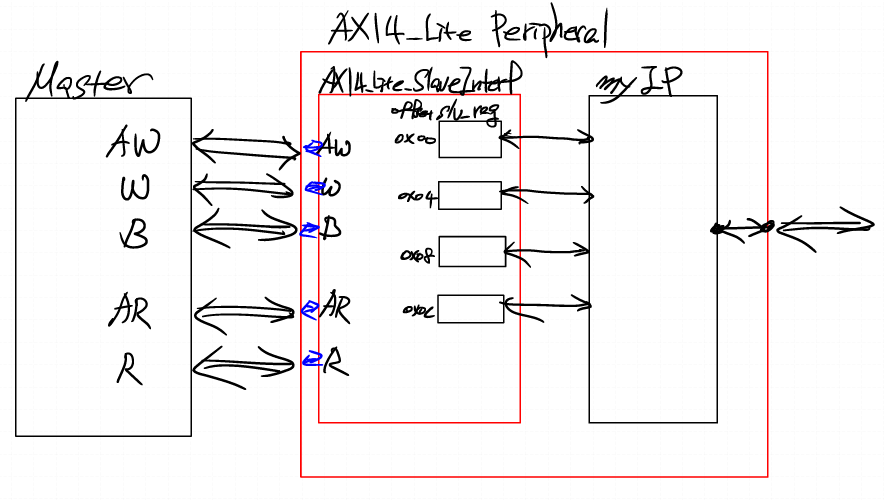 AXI4_Lite Peripheral
Master
AXI4_Lite_SlaveInterF
my IP
offset slv_reg
AW
AW
0x00
W
W
0x04
B
B
0x08
AR
AR
0x0C
R
R